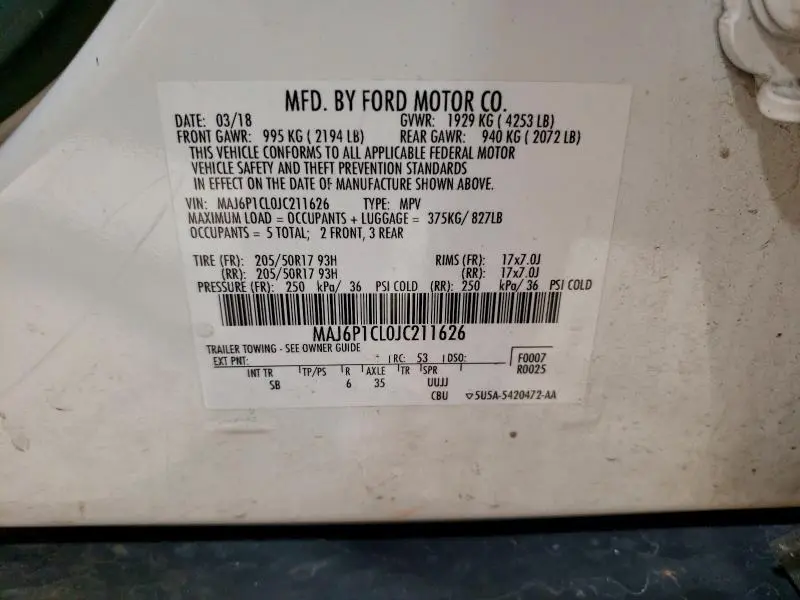 MFD. BY FORD MOTOR CO.
DATE: 03/18 GVWR: 1929 KG ( 4253 LB)
FRONT GAWR: 995 KG ( 2194 LB) REAR GAWR: 940 KG ( 2072 LB)
THIS VEHICLE CONFORMS TO ALL APPLICABLE FEDERAL MOTOR
VEHICLE SAFETY AND THEFT PREVENTION STANDARDS
IN EFFECT ON THE DATE OF MANUFACTURE SHOWN ABOVE.
VIN: MAJ6P1CL0JC211626 TYPE: MPV
MAXIMUM LOAD = OCCUPANTS + LUGGAGE = 375KG/ 827LB
OCCUPANTS = 5 TOTAL; 2 FRONT, 3 REAR
TIRE (FR): 205/50R17 93H RIMS (FR): 17x7.0J
(RR): 205/50R17 93H (RR): 17x7.0J
PRESSURE (FR): 250 kPa/ 36 PSI COLD (RR): 250 kPa/ 36 PSI COLD
MAJ6P1CL0JC211626
TRAILER TOWING - SEE OWNER GUIDE
EXT PNT: RC: 53 DSO: F0007
INT TR TP/PS R AXLE TR SPR R0025
SB 6 35 UUJJ
CBU 5U5A-5420472-AA